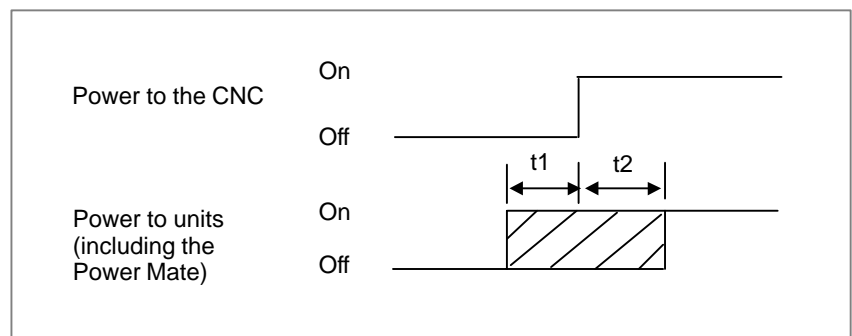 On
Power to the CNC
Off
t1 t2
On
Power to units
(including the
Power Mate)
Off